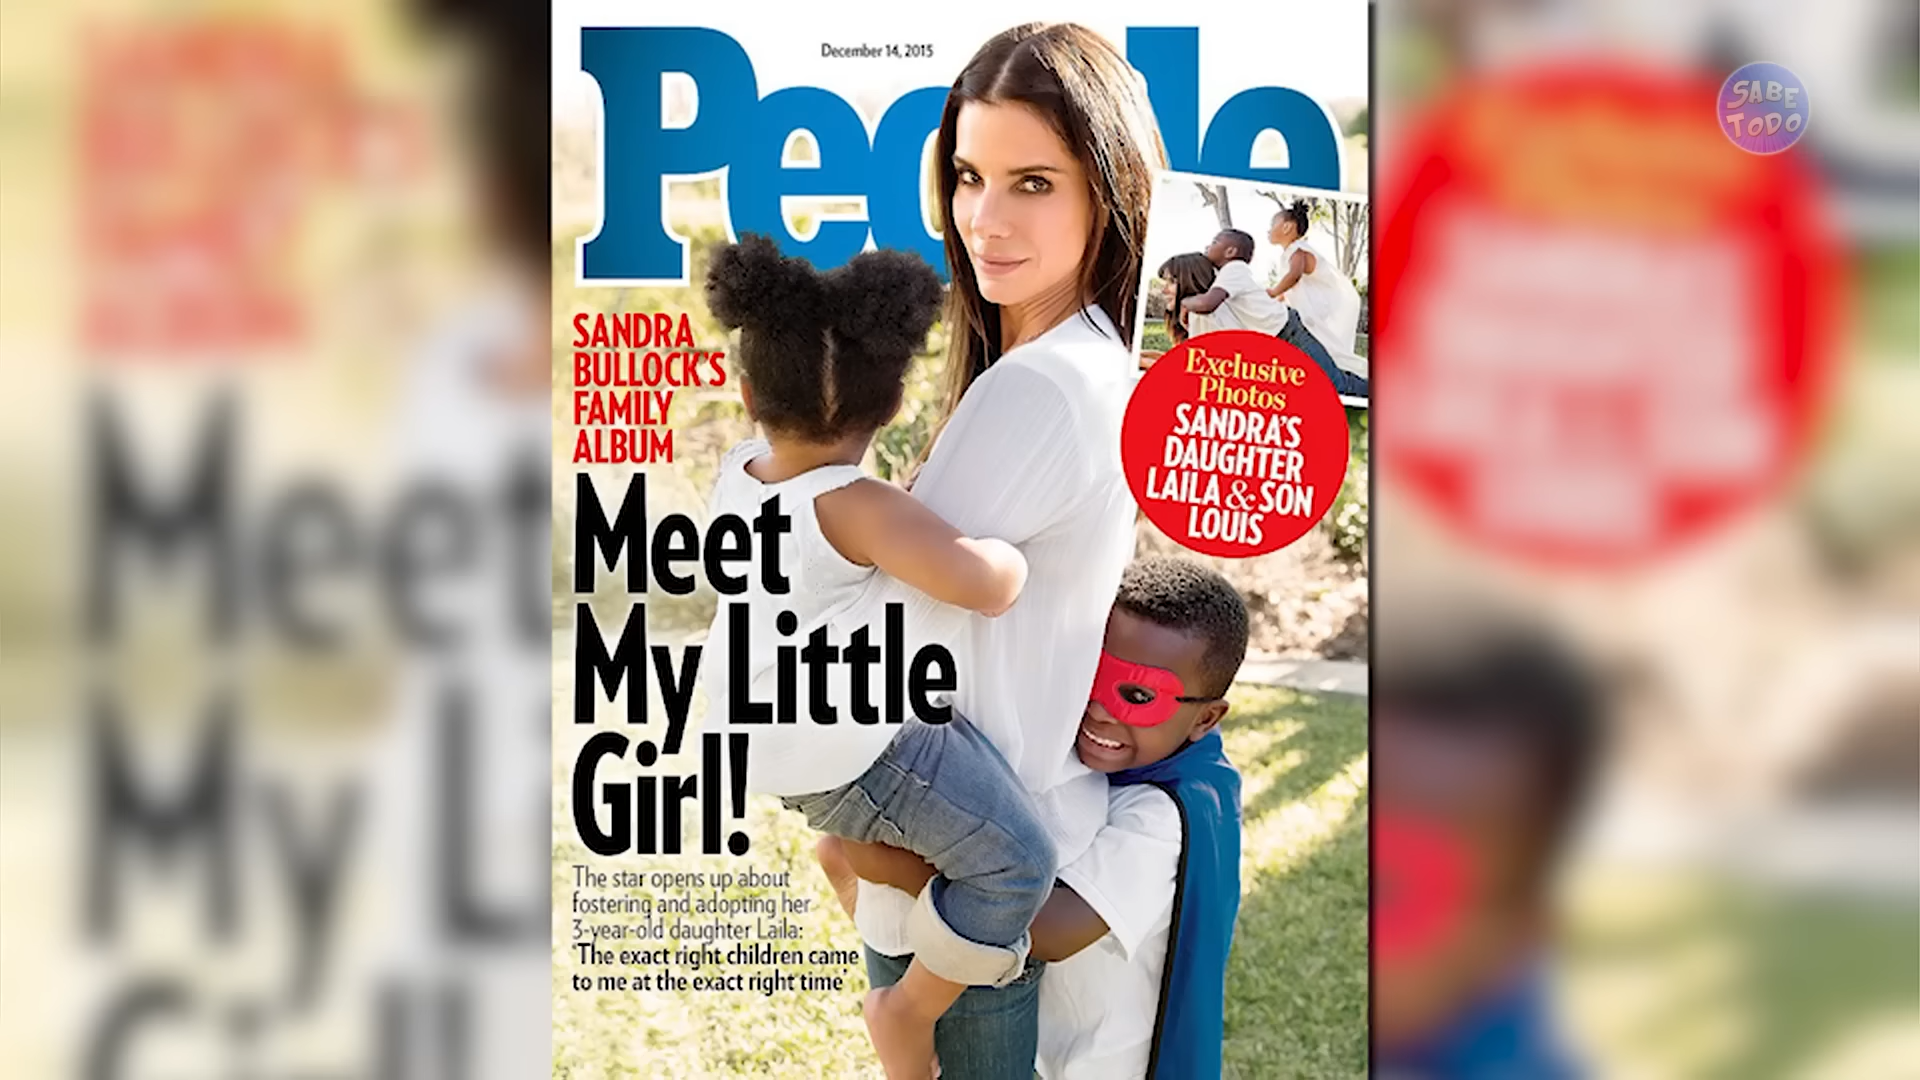 People
December 14, 2015
SABE
TODO
SANDRA
BULLOCK'S
FAMILY
ALBUM
Exclusive
Photos
SANDRA'S
DAUGHTER
LAILA & SON
LOUIS
Meet
My Little
Girl!
The star opens up about
fostering and adopting her
3-year-old daughter Laila:
'The exact right children came
to me at the exact right time'